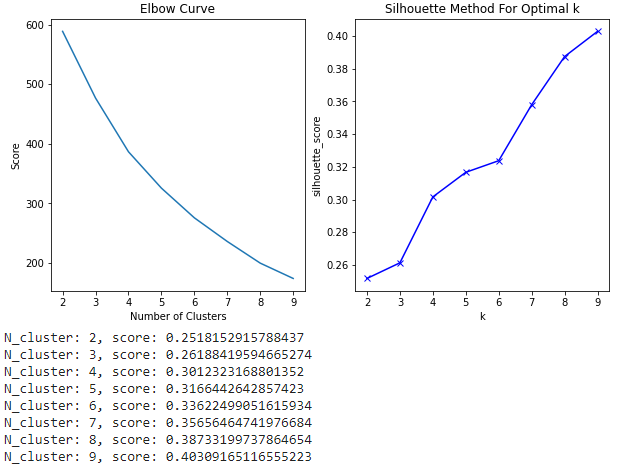 Elbow Curve
600
500
400
300
200
Score
2 3 4 5 6 7 8 9
Number of Clusters
Silhouette Method For Optimal k
0.40
0.38
0.36
0.34
0.32
0.30
0.28
0.26
silhouette_score
2 3 4 5 6 7 8 9
k
N_cluster: 2, score: 0.2518152915788437
N_cluster: 3, score: 0.26188419594665274
N_cluster: 4, score: 0.3012323168801352
N_cluster: 5, score: 0.3166442642857423
N_cluster: 6, score: 0.33622499051615934
N_cluster: 7, score: 0.35656464741976684
N_cluster: 8, score: 0.38733199737864654
N_cluster: 9, score: 0.40309165116555223